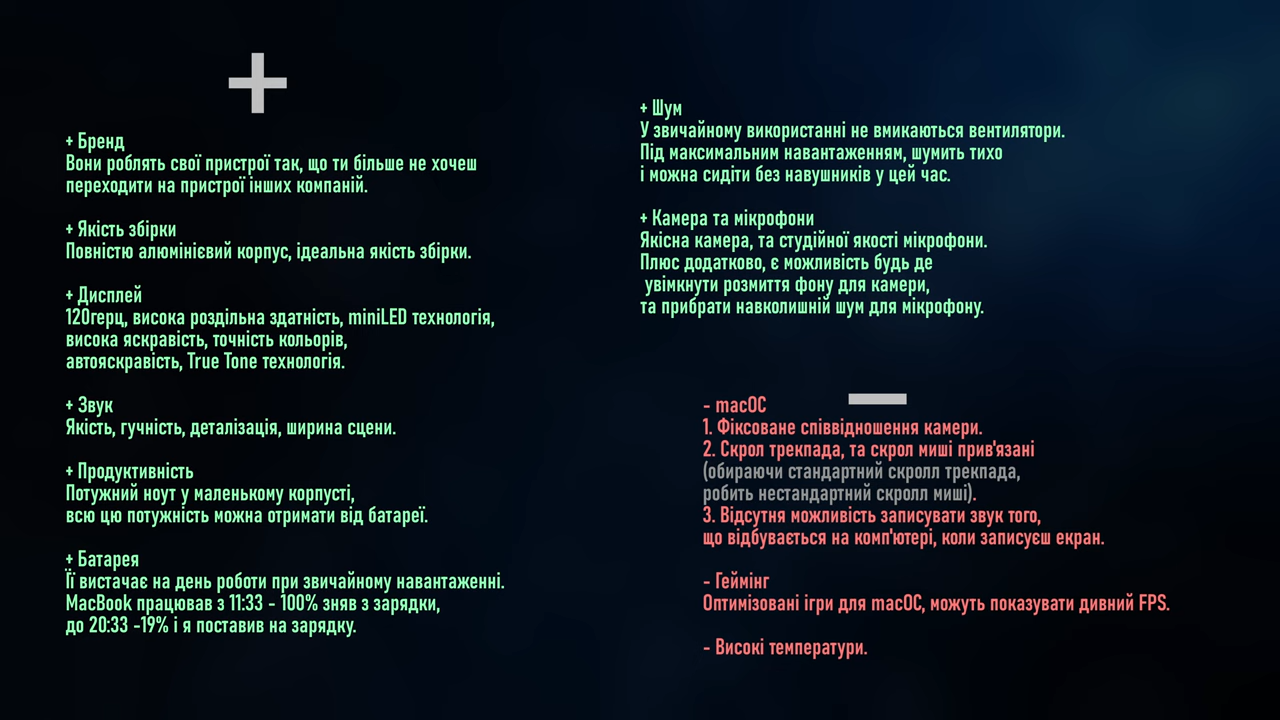 +
+ Бренд
Вони роблять свої пристрої так, що ти більше не хочеш
переходити на пристрої інших компаній.
+ Якість збірки
Повністю алюмінієвий корпус, ідеальна якість збірки.
+ Дисплей
120герц, висока роздільна здатність, miniLED технологія,
висока яскравість, точність кольорів,
автояскравість, True Tone технологія.
+ Звук
Якість, гучність, деталізація, ширина сцени.
+ Продуктивність
Потужний ноут у маленькому корпусті,
всю цю потужність можна отримати від батареї.
+ Батарея
Її вистачає на день роботи при звичайному навантаженні.
MacBook працював з 11:33 - 100% зняв з зарядки,
до 20:33 -19% і я поставив на зарядку.
+ Шум
У звичайному використанні не вмикаються вентилятори.
Під максимальним навантаженням, шумить тихо
і можна сидіти без навушників у цей час.
+ Камера та мікрофони
Якісна камера, та студійної якості мікрофони.
Плюс додатково, є можливість будь де
увімкнути розмиття фону для камери,
та прибрати навколишній шум для мікрофону.
—
- macOC
1. Фіксоване співвідношення камери.
2. Скрол трекпада, та скрол миші прив'язані
(обираючи стандартний скролл трекпада,
робить нестандартний скролл миші).
3. Відсутня можливість записувати звук того,
що відбувається на комп'ютері, коли записуєш екран.
- Геймінг
Оптимізовані ігри для macOC, можуть показувати дивний FPS.
- Високі температури.